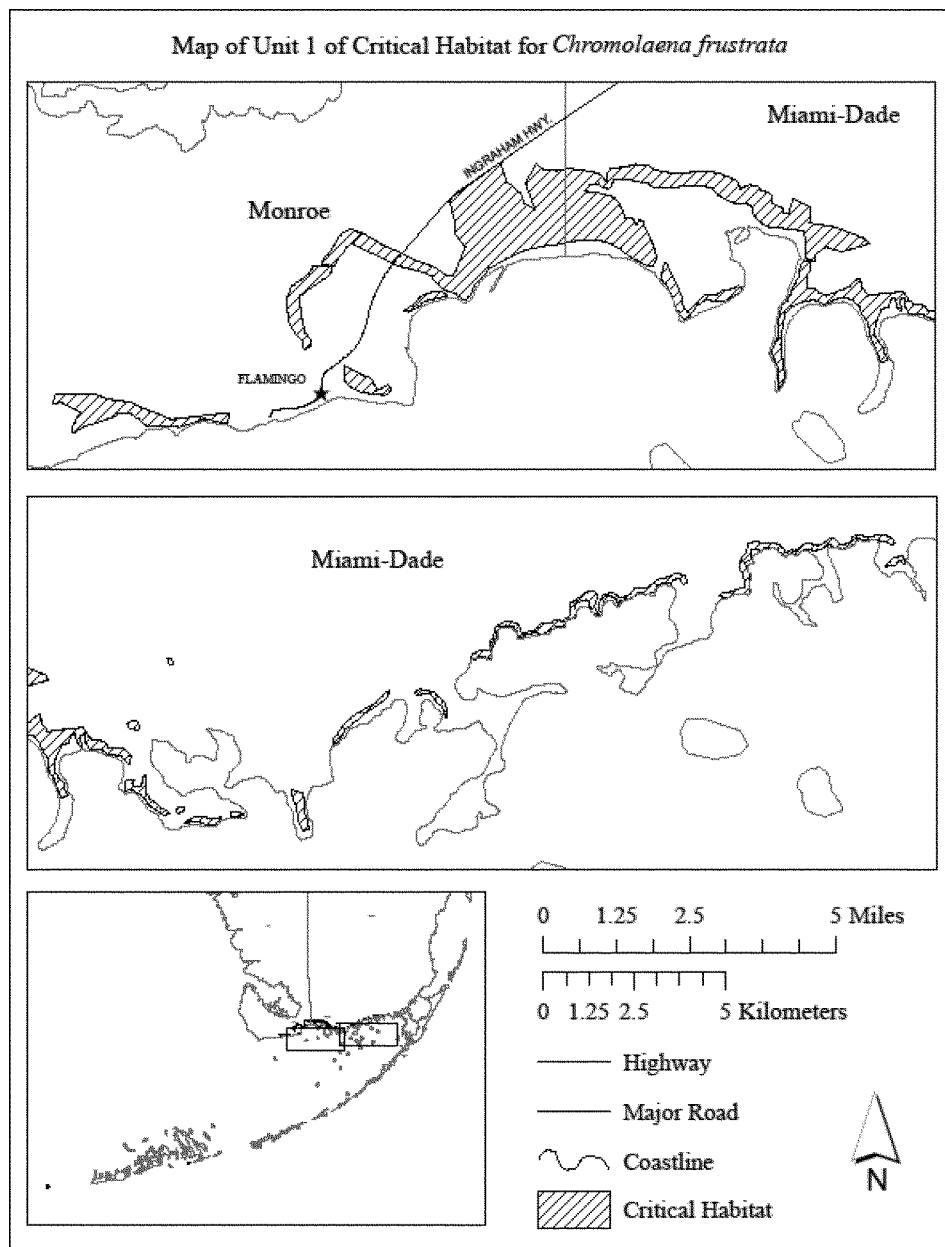 Map of Unit 1 of Critical Habitat for Chromolaena frustrata
Miami-Dade
INGRAHAM HWY.
Monroe
FLAMINGO
Miami-Dade
0 1.25 2.5 5 Miles
0 1.25 2.5 5 Kilometers
Highway
Major Road
Coastline
Critical Habitat
N